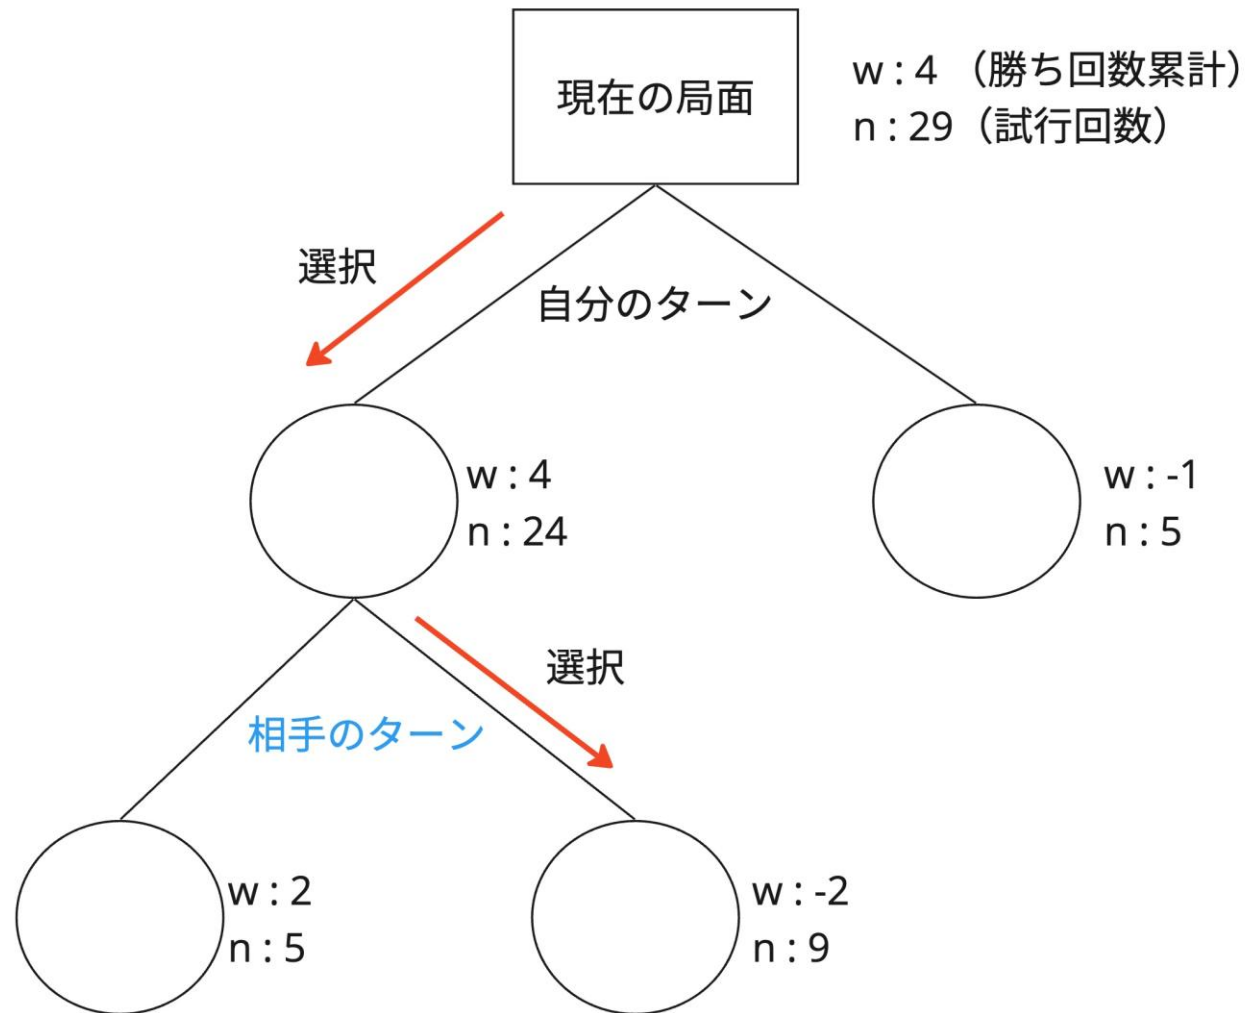 現在の局面
w : 4 （勝ち回数累計）
n : 29（試行回数）
選択
自分のターン
w : 4
n : 24
w : -1
n : 5
選択
相手のターン
w : 2
n : 5
w : -2
n : 9